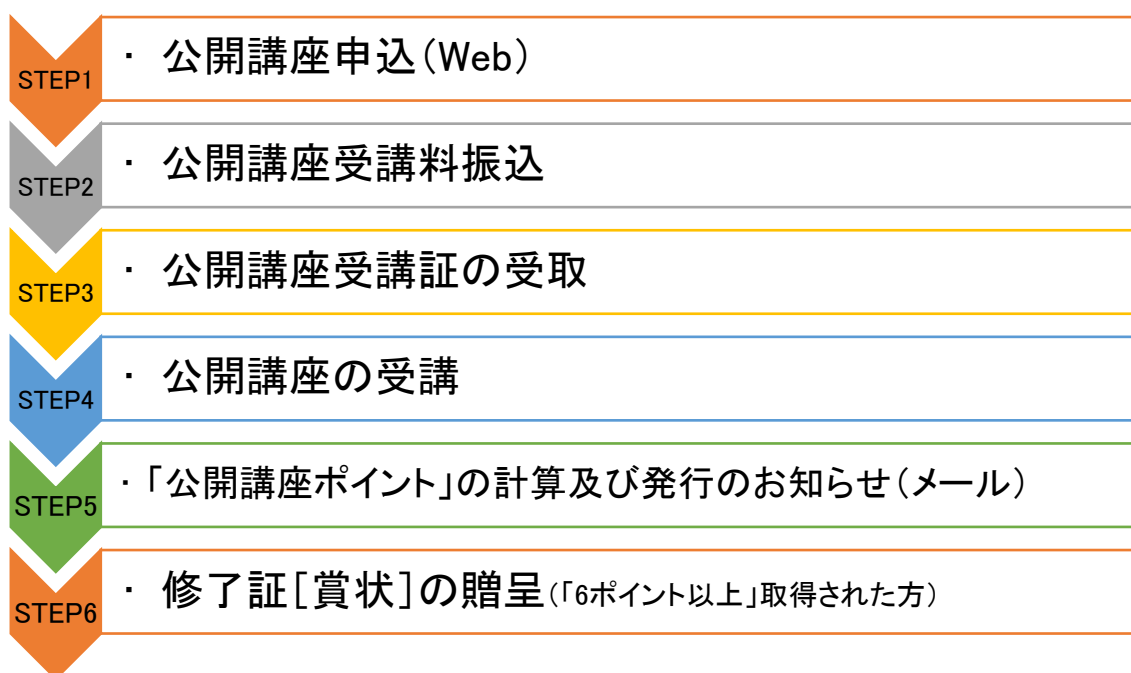 STEP1
・ 公開講座申込(Web)
STEP2
・ 公開講座受講料振込
STEP3
・ 公開講座受講証の受取
STEP4
・ 公開講座の受講
STEP5
・「公開講座ポイント」の計算及び発行のお知らせ(メール)
STEP6
・ 修了証[賞状]の贈呈(「6ポイント以上」取得された方)